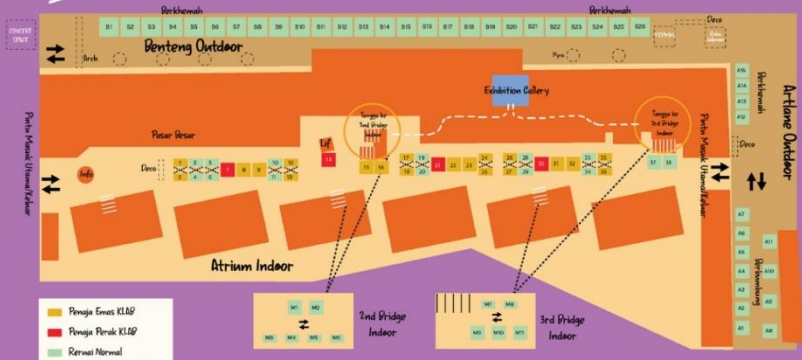 Berkhemah
Berkhemah
CONCERT
SPACE
B1 B2 B3 B4 B5 B6 B7 B8 B9 B10 B11 B12 B13 B14 B15 B16 B17 B18 B19 B20 B21 B22 B23 B24 B25 B26
Deco
Arch
Benteng Outdoor
Pyro
Pintu Masuk Utama/Keluar
Pasar Besar
Exhibition Gallery
Tangga ke
2nd Bridge
Indoor
Tangga ke
3rd Bridge
Indoor
Lif
Info
Deco
1 3 5 7 8 9 10 12
2 4 6 11 13
14
15 16
17 19 21 22 23 24
18 20 25
26 28 30 31 32 33 35
27 29 34 36
37 38
Pintu Masuk Utama/Keluar
A15
A14
A13
A12
Berkhemah
Artlane Outdoor
Deco
A7
A6
A5
A4
A3
A2
A1
A11
A10
A9
A8
Berbumbung
Atrium Indoor
M1 M2
M3 M4 M5 M6
2nd Bridge
Indoor
M7 M8
M9 M10 M11
3rd Bridge
Indoor
Penaja Emas KLAB
Penaja Perak KLAB
Reruai Normal